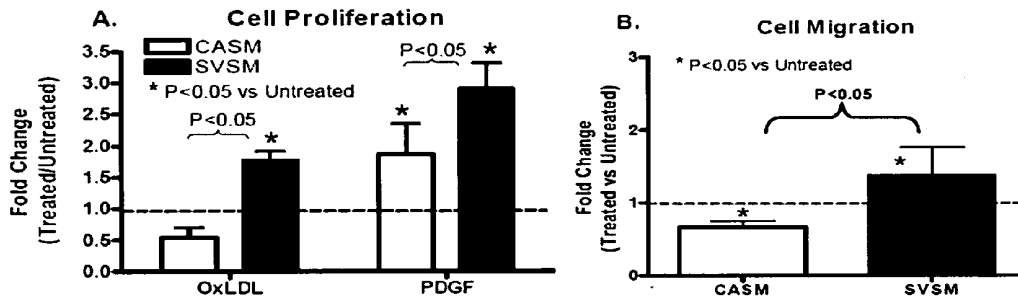 A. Cell Proliferation
CASM
SVSM
* P<0.05 vs Untreated
P<0.05
*
P<0.05
*
*
3.5
3.0
2.5
2.0
1.5
1.0
0.5
0.0
Fold Change
(Treated/Untreated)
OxLDL PDGF
B. Cell Migration
* P<0.05 vs Untreated
P<0.05
*
*
3
2
1
0
Fold Change
(Treated vs Untreated)
CASM SVSM